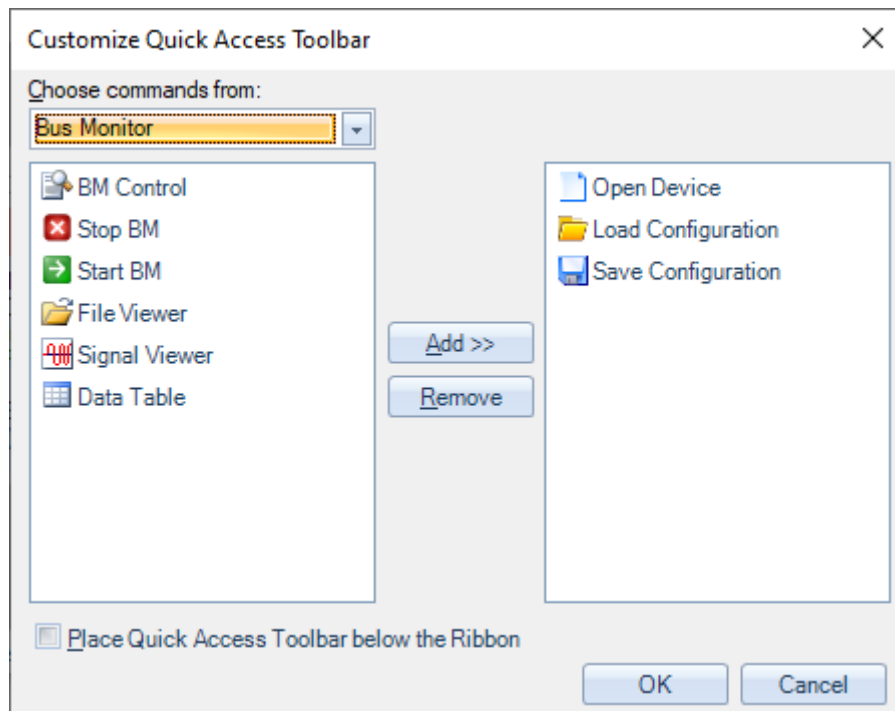 Customize Quick Access Toolbar
Choose commands from:
Bus Monitor
BM Control
Stop BM
Start BM
File Viewer
Signal Viewer
Data Table
Add >>
Remove
Open Device
Load Configuration
Save Configuration
Place Quick Access Toolbar below the Ribbon
OK
Cancel